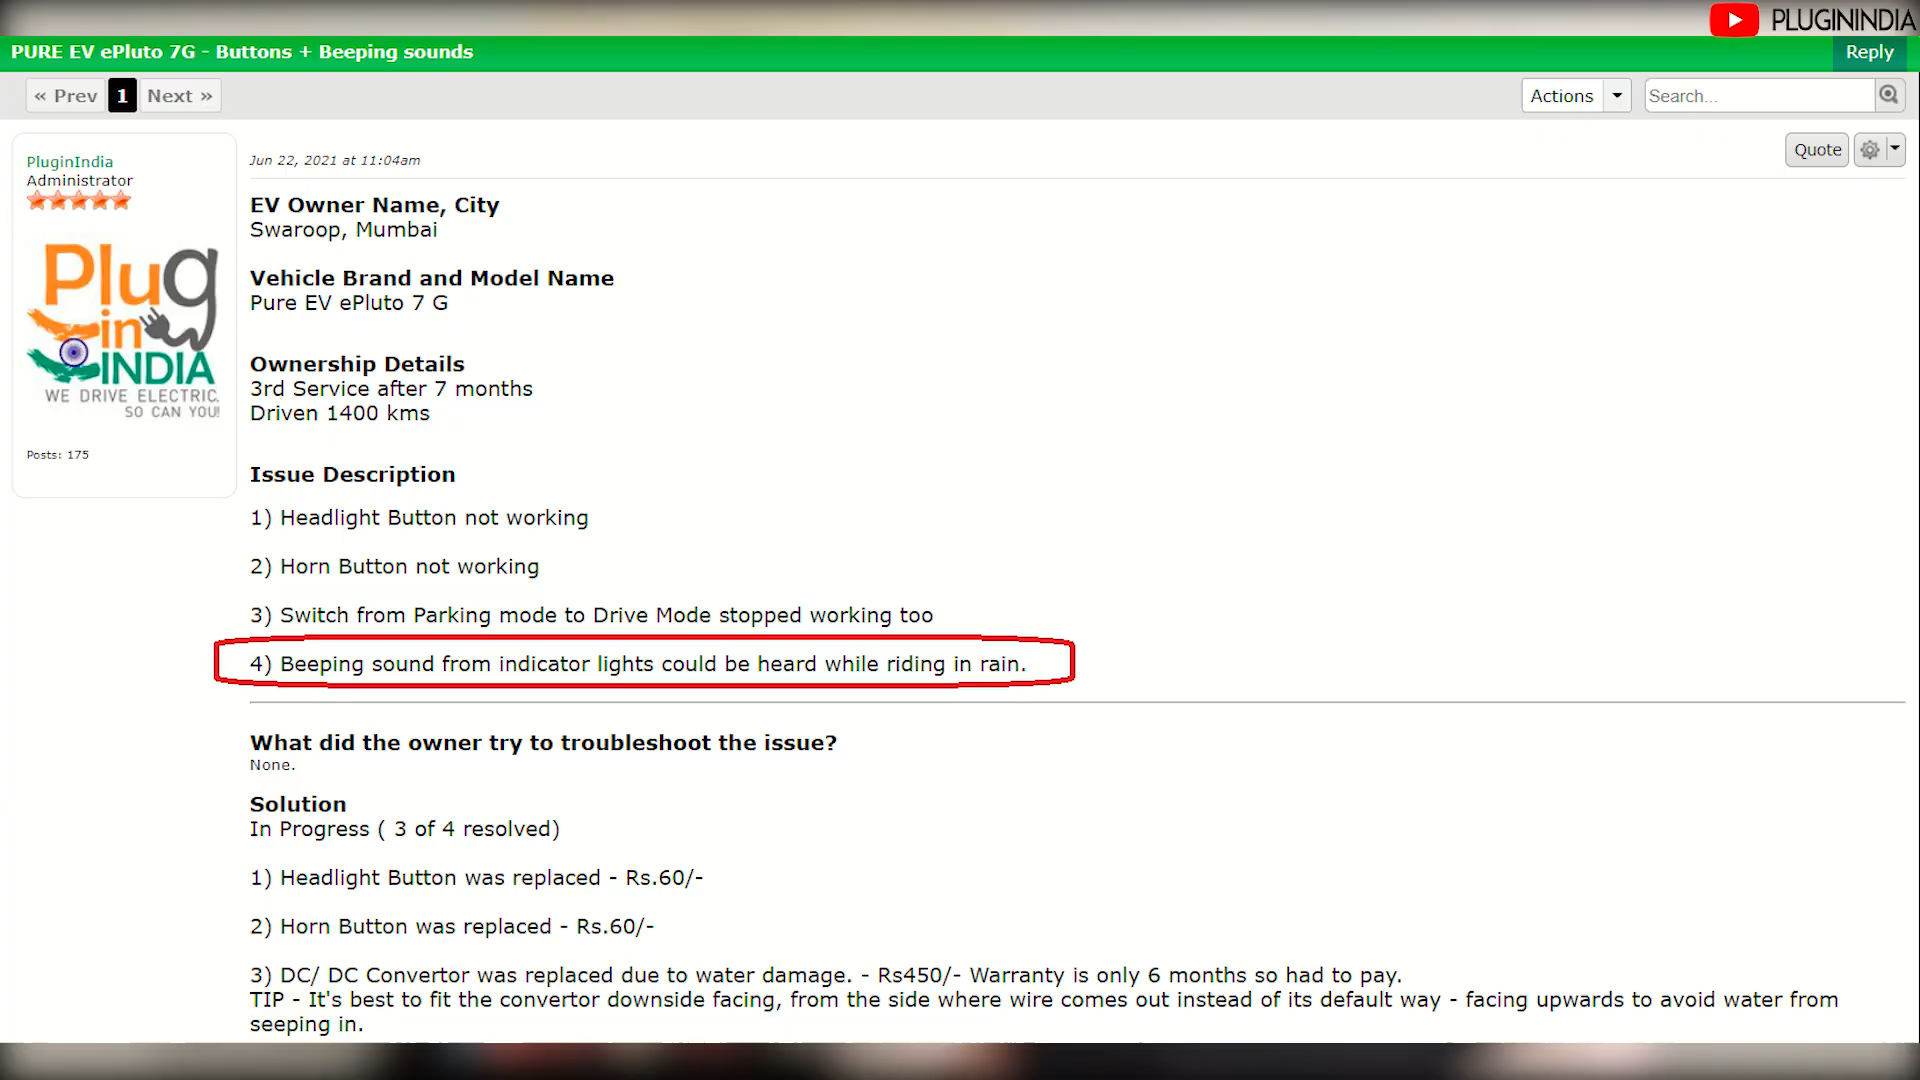 PLUGININDIA
PURE EV ePluto 7G - Buttons + Beeping sounds
Reply
« Prev 1 Next »
Actions
Search...
PluginIndia
Administrator
Plug
in
INDIA
WE DRIVE ELECTRIC.
SO CAN YOU!
Posts: 175
Jun 22, 2021 at 11:04am
Quote
EV Owner Name, City
Swaroop, Mumbai
Vehicle Brand and Model Name
Pure EV ePluto 7 G
Ownership Details
3rd Service after 7 months
Driven 1400 kms
Issue Description
1) Headlight Button not working
2) Horn Button not working
3) Switch from Parking mode to Drive Mode stopped working too
4) Beeping sound from indicator lights could be heard while riding in rain.
What did the owner try to troubleshoot the issue?
None.
Solution
In Progress ( 3 of 4 resolved)
1) Headlight Button was replaced - Rs.60/-
2) Horn Button was replaced - Rs.60/-
3) DC/ DC Convertor was replaced due to water damage. - Rs450/- Warranty is only 6 months so had to pay.
TIP - It's best to fit the convertor downside facing, from the side where wire comes out instead of its default way - facing upwards to avoid water from
seeping in.